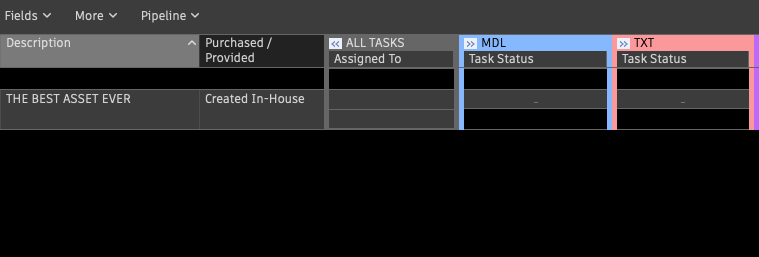 Fields More Pipeline
Description Purchased / Provided « ALL TASKS » MDL » TXT
Assigned To Task Status Task Status
THE BEST ASSET EVER Created In-House - -